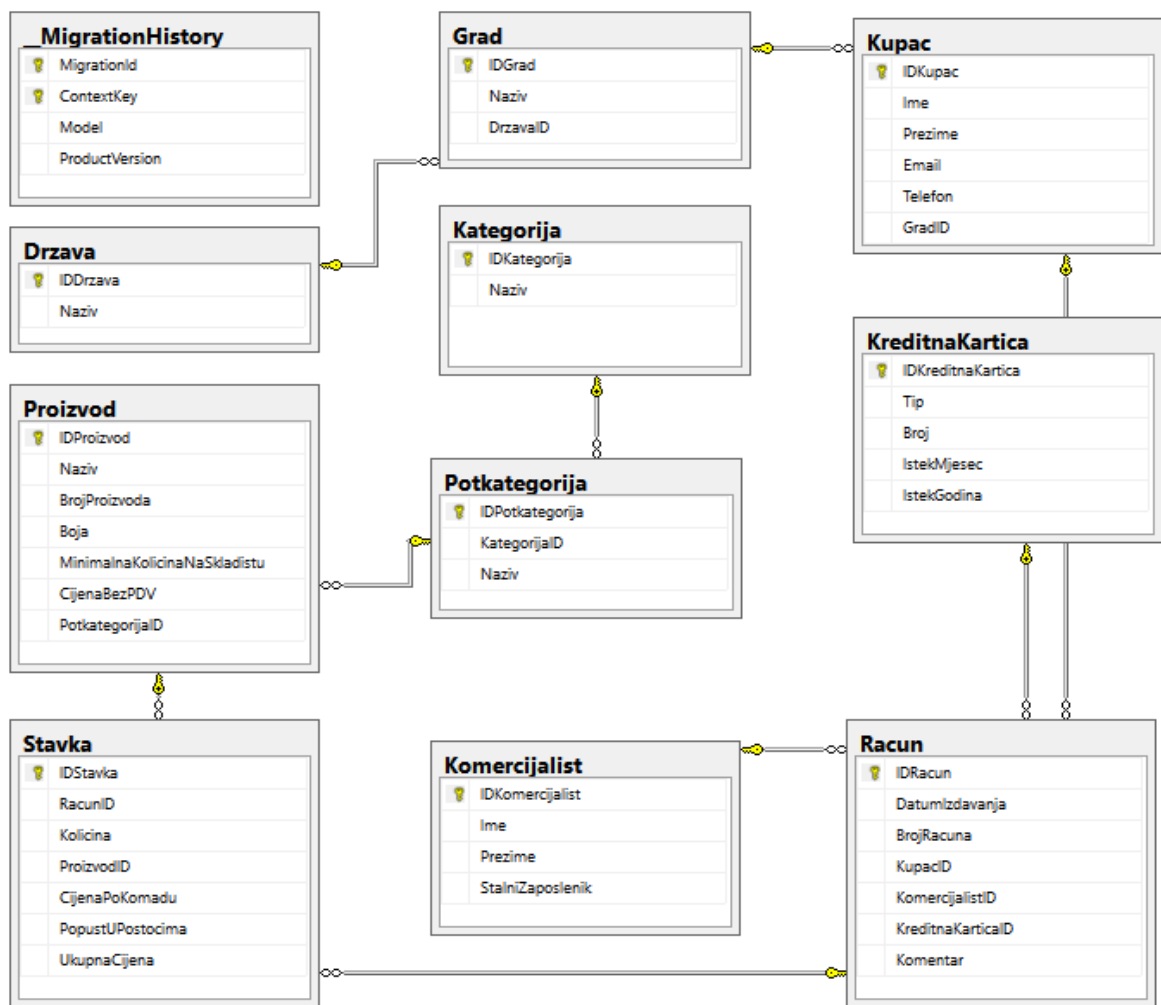 __MigrationHistory
MigrationId
ContextKey
Model
ProductVersion
Grad
IDGrad
Naziv
DrzavaID
Kupac
IDKupac
Ime
Prezime
Email
Telefon
GradID
Drzava
IDDrzava
Naziv
Kategorija
IDKategorija
Naziv
KreditnaKartica
IDKreditnaKartica
Tip
Broj
IstekMjesec
IstekGodina
Proizvod
IDProizvod
Naziv
BrojProizvoda
Boja
MinimalnaKolicinaNaSkladistu
CijenaBezPDV
PotkategorijaID
Potkategorija
IDPotkategorija
KategorijaID
Naziv
Stavka
IDStavka
RacunID
Kolicina
ProizvodID
CijenaPoKomadu
PopustUPostocima
UkupnaCijena
Komercijalist
IDKomercijalist
Ime
Prezime
StalniZaposlenik
Racun
IDRacun
DatumIzdavanja
BrojRacuna
KupacID
KomercijalistID
KreditnaKarticaID
Komentar